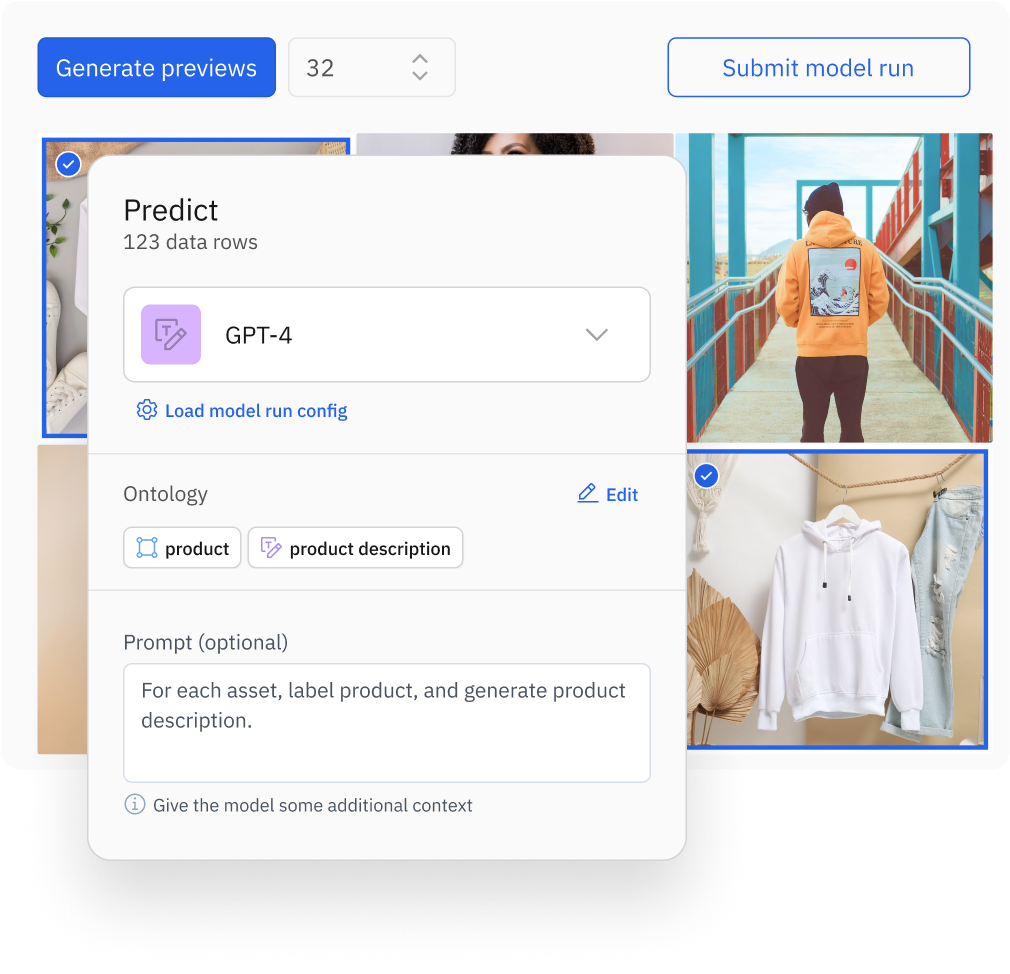 Generate previews
32
Submit model run
Predict
123 data rows
GPT-4
Load model run config
Ontology
Edit
product
product description
Prompt (optional)
For each asset, label product, and generate product
description.
Give the model some additional context